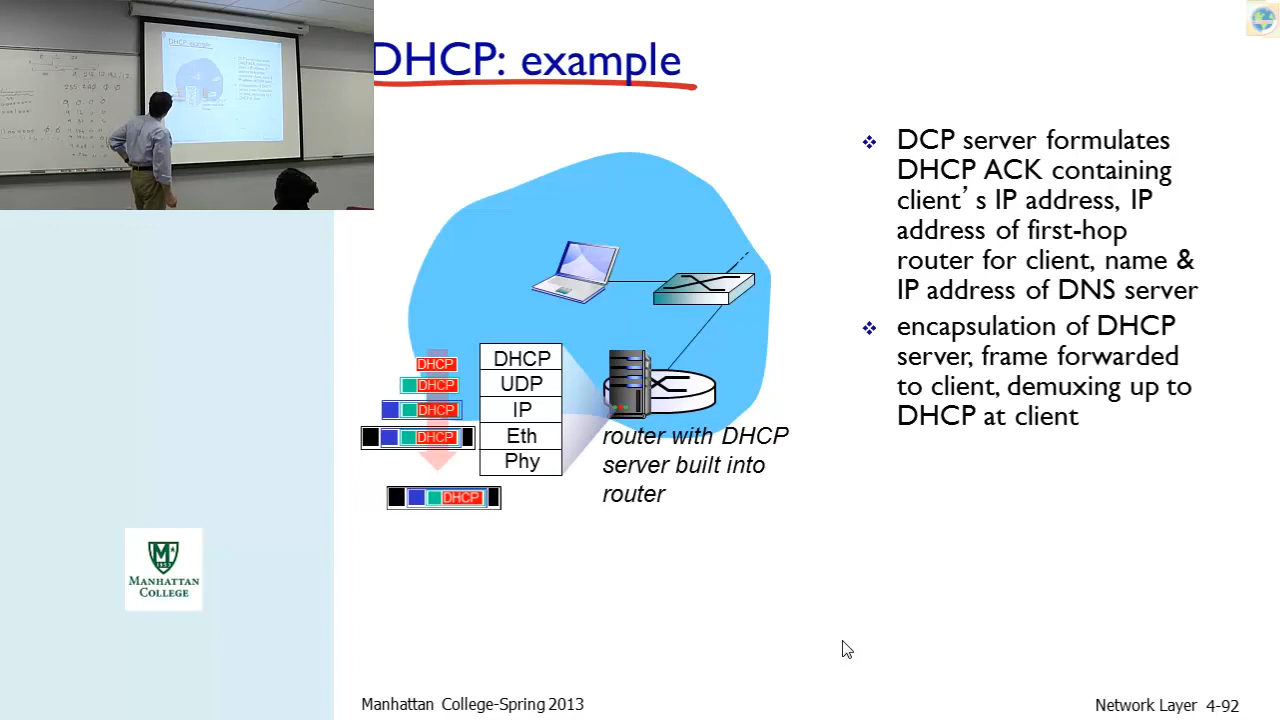 DHCP: example
DCP server formulates
DHCP ACK containing
client’s IP address, IP
address of first-hop
router for client, name &
IP address of DNS server
encapsulation of DHCP
server, frame forwarded
to client, demuxing up to
DHCP at client
DHCP
UDP
IP
Eth
Phy
DHCP
DHCP
DHCP
DHCP
DHCP
router with DHCP
server built into
router
MANHATTAN
COLLEGE
Manhattan College-Spring 2013
Network Layer 4-92